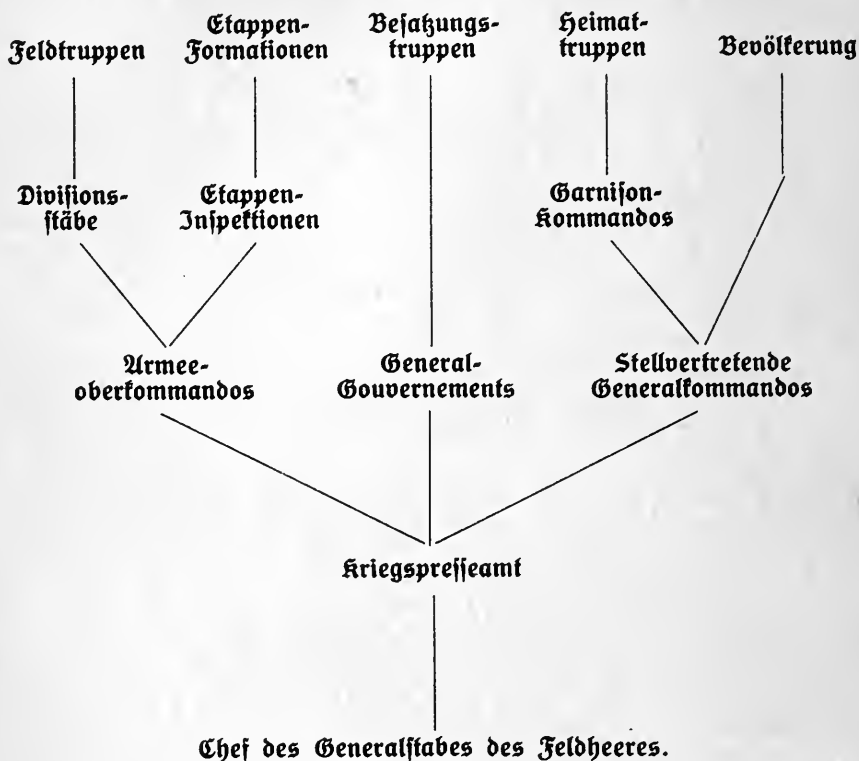 Feldtruppen
Etappen-
Formationen
Besatzungs-
truppen
Heimat-
truppen
Bevölkerung
Divisions-
stäbe
Etappen-
Inspektionen
Garnison-
Kommandos
Armee-
oberkommandos
General-
Gouvernements
Stellvertretende
Generalkommandos
Kriegspresseamt
Chef des Generalstabes des Feldheeres.